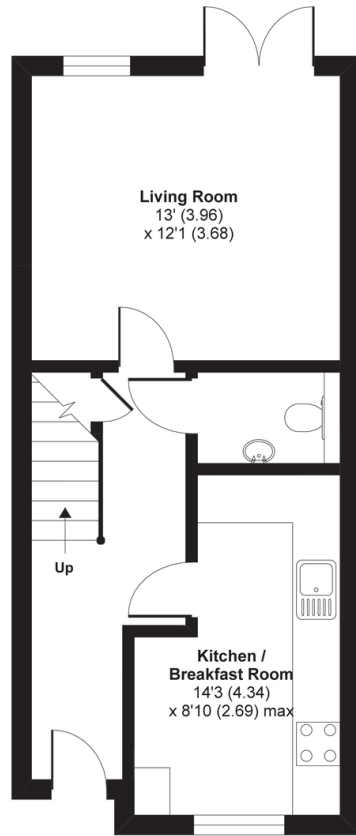 Living Room
13' (3.96)
x 12'1 (3.68)
Up
Kitchen /
Breakfast Room
14'3 (4.34)
x 8'10 (2.69) max